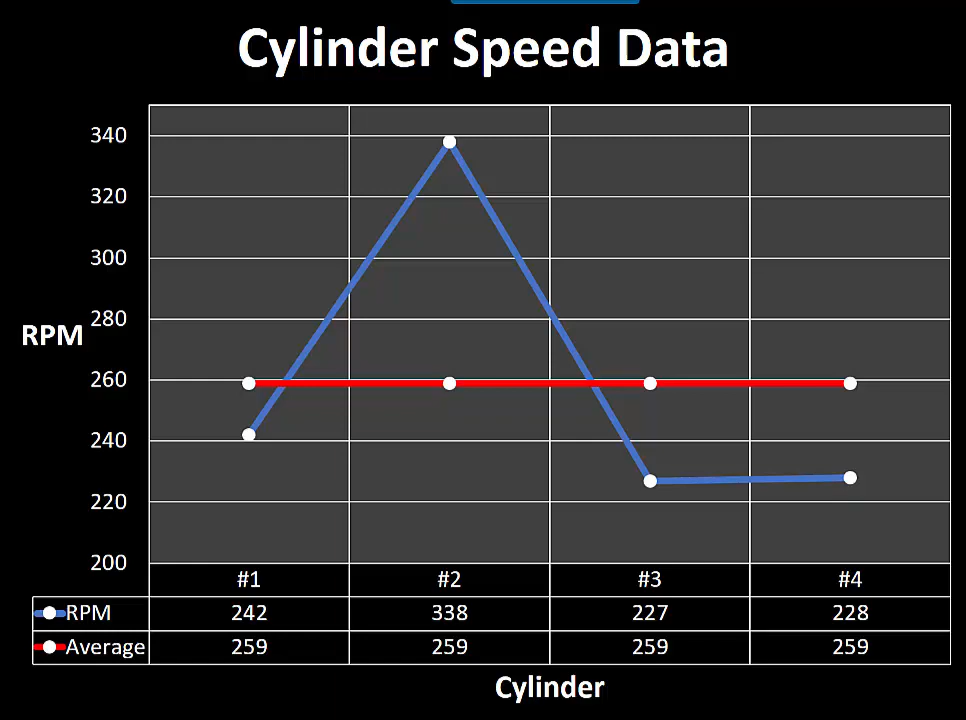 Cylinder Speed Data
340
320
300
280
RPM
260
240
220
200
#1 #2 #3 #4
RPM 242 338 227 228
Average 259 259 259 259
Cylinder